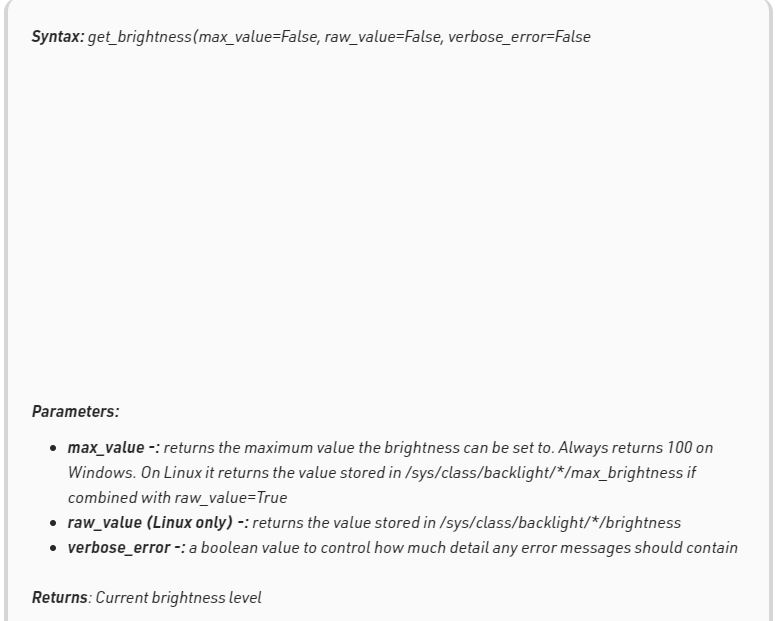 Syntax: get_brightness(max_value=False, raw_value=False, verbose_error=False
Parameters:
max_value -: returns the maximum value the brightness can be set to. Always returns 100 on
Windows. On Linux it returns the value stored in /sys/class/backlight/*/max_brightness if
combined with raw_value=True
raw_value (Linux only) -: returns the value stored in /sys/class/backlight/*/brightness
verbose_error -: a boolean value to control how much detail any error messages should contain
Returns: Current brightness level